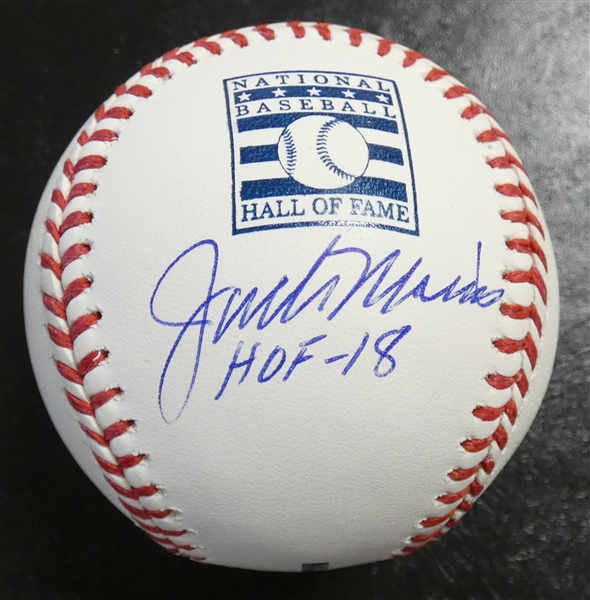 NATIONAL
BASEBALL
HALL OF FAME
Jack Morris
HOF-18